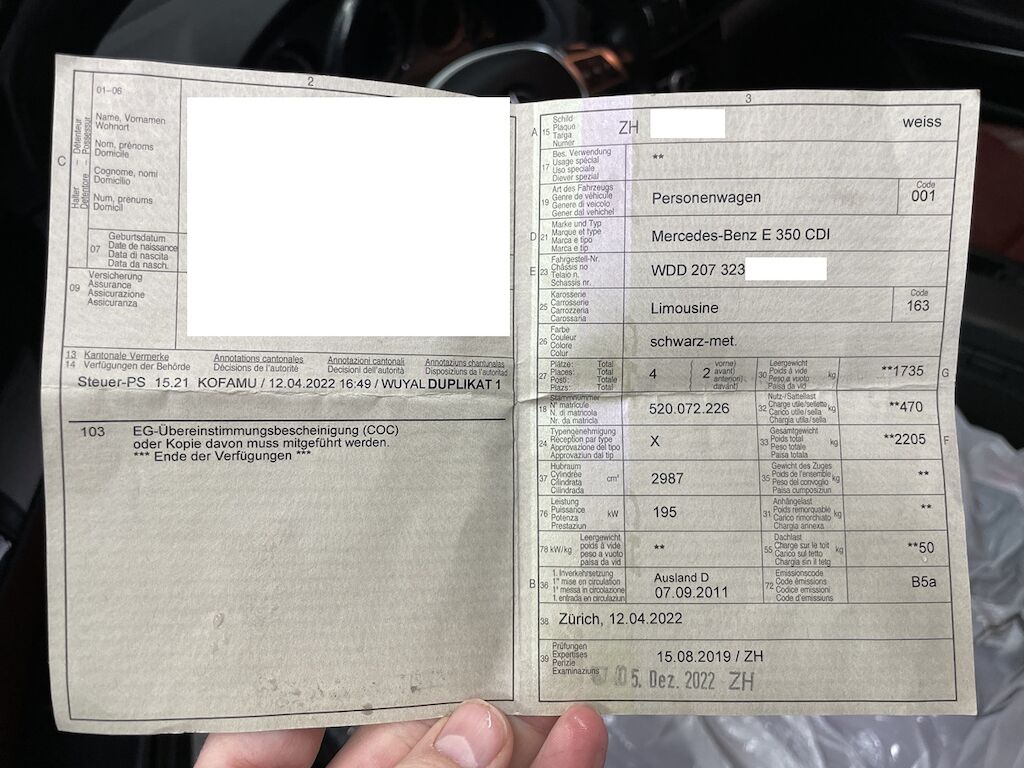 2
01-06
Name, Vornamen
Wohnort
Nom, prénoms
Domicile
Cognome, nomi
Domicilio
Num, prenums
Domicil
C
Halter – Détenteur
Detentore – Possessur
07
Geburtsdatum
Date de naissance
Data di nascita
Data da nasch.
09
Versicherung
Assurance
Assicurazione
Assicuranza
13 Kantonale Vermerke Annotations cantonales Annotazioni cantonali Annotaziuns chantunalas
14 Verfügungen der Behörde Décisions de l'autorité Decisioni dell'autorità Disposiziuns da l'autoritad
Steuer-PS 15.21 KOFAMU / 12.04.2022 16:49 / WUYAL DUPLIKAT 1
103 EG-Übereinstimmungsbescheinigung (COC)
oder Kopie davon muss mitgeführt werden.
*** Ende der Verfügungen ***
3
A 15
Schild
Plaque
Targa
Numer
ZH
weiss
17
Bes. Verwendung
Usage spécial
Uso speciale
Diever spezial
**
19
Art des Fahrzeugs
Genre de véhicule
Genere di veicolo
Gener dal vehichel
Personenwagen
Code
001
D 21
Marke und Typ
Marque et type
Marca e tipo
Marca e tip
Mercedes-Benz E 350 CDI
E 23
Fahrgestell-Nr.
Châssis no
Telaio n.
Schassis nr.
WDD 207 323
25
Karosserie
Carrosserie
Carrozzeria
Carossaria
Limousine
Code
163
26
Farbe
Couleur
Colore
Color
schwarz-met.
27
Plätze: Total
Places: Total
Posti: Totale
Plazs: Total
4
2
vorne)
avant)
anteriori)
davant)
30
Leergewicht
Poids à vide
Peso a vuoto
Paisa da vid
kg
**1735
G
18
Stammnummer
N° matricule
N. di matricola
Nr. da matricla
520.072.226
32
Nutz-/Sattellast
Charge utile/sellette
Carico utile/sella
Chargia utila/sella
kg
**470
24
Typengenehmigung
Réception par type
Approvazione del tipo
Approvaziun dal tip
X
33
Gesamtgewicht
Poids total
Peso totale
Paisa totala
kg
**2205
F
37
Hubraum
Cylindrée
Cilindrata
Cilindrada
cm³
2987
35
Gewicht des Zuges
Poids de l'ensemble
Peso del convoglio
Paisa cumposiziun
kg
**
76
Leistung
Puissance
Potenza
Prestaziun
kW
195
31
Anhängelast
Poids remorquable
Carico rimorchiato
Chargia annexa
kg
**
78 kW/kg
Leergewicht
poids à vide
peso a vuoto
paisa da vid
**
55
Dachlast
Charge sur le toit
Carico sul tetto
Chargia sin il tetg
kg
**50
B 36
1. Inverkehrsetzung
1re mise en circulation
1a messa in circolazione
1. entrada en circulaziun
Ausland D
07.09.2011
72
Emissionscode
Code émissions
Codice emissioni
Code d'emissiuns
B5a
38 Zürich, 12.04.2022
39
Prüfungen
Expertises
Perizie
Examinaziuns
15.08.2019 / ZH
05. Dez. 2022 ZH